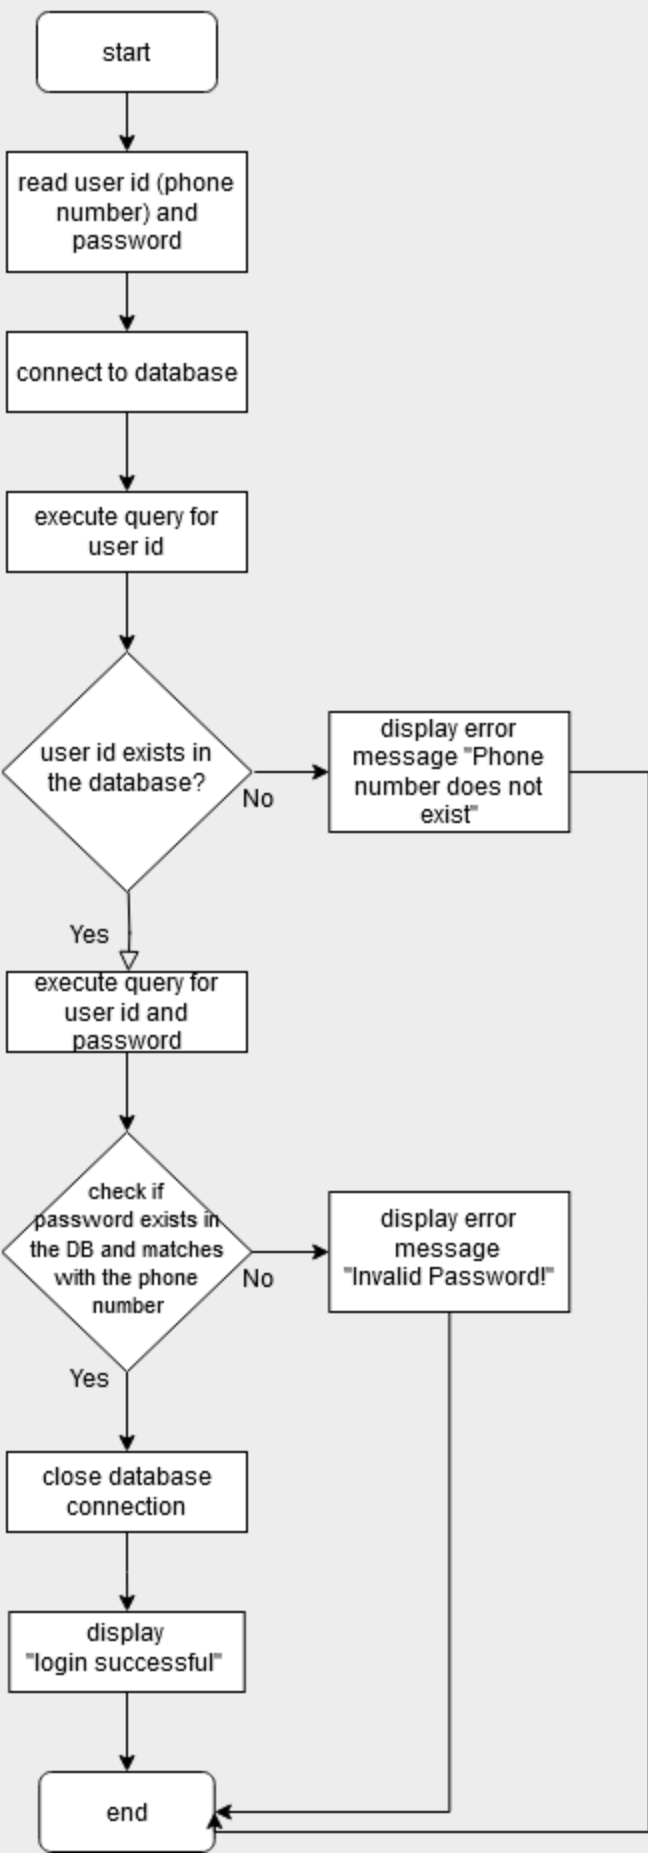 start
read user id (phone
number) and
password
connect to database
execute query for
user id
user id exists in
the database?
No
display error
message "Phone
number does not
exist"
Yes
execute query for
user id and
password
check if
password exists in
the DB and matches
with the phone
number
No
display error
message
"Invalid Password!"
Yes
close database
connection
display
"login successful"
end